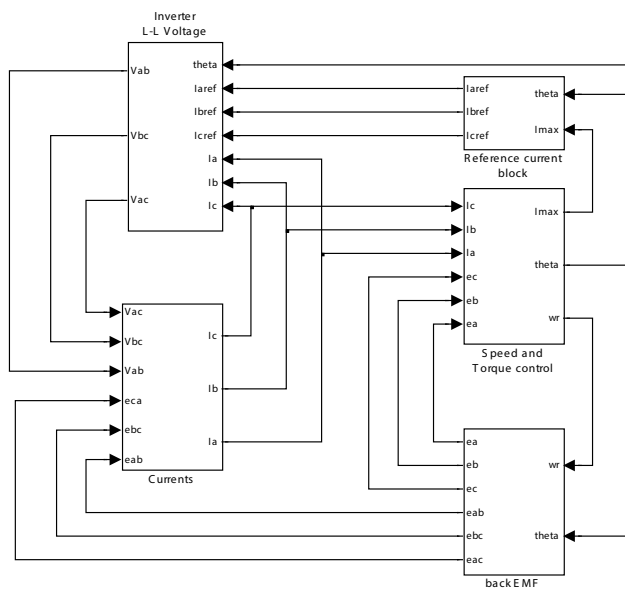 Inverter
L-L Voltage
Vab
Vbc
Vac
theta
Iaref
Ibref
Icref
Ia
Ib
Ic
Iaref
Ibref
Icref
theta
Imax
Reference current
block
Ic
Ib
Ia
ec
eb
ea
Imax
theta
wr
Speed and
Torque control
Vac
Vbc
Vab
eca
ebc
eab
Ic
Ib
Ia
Currents
ea
eb
ec
eab
ebc
eac
wr
theta
back EMF